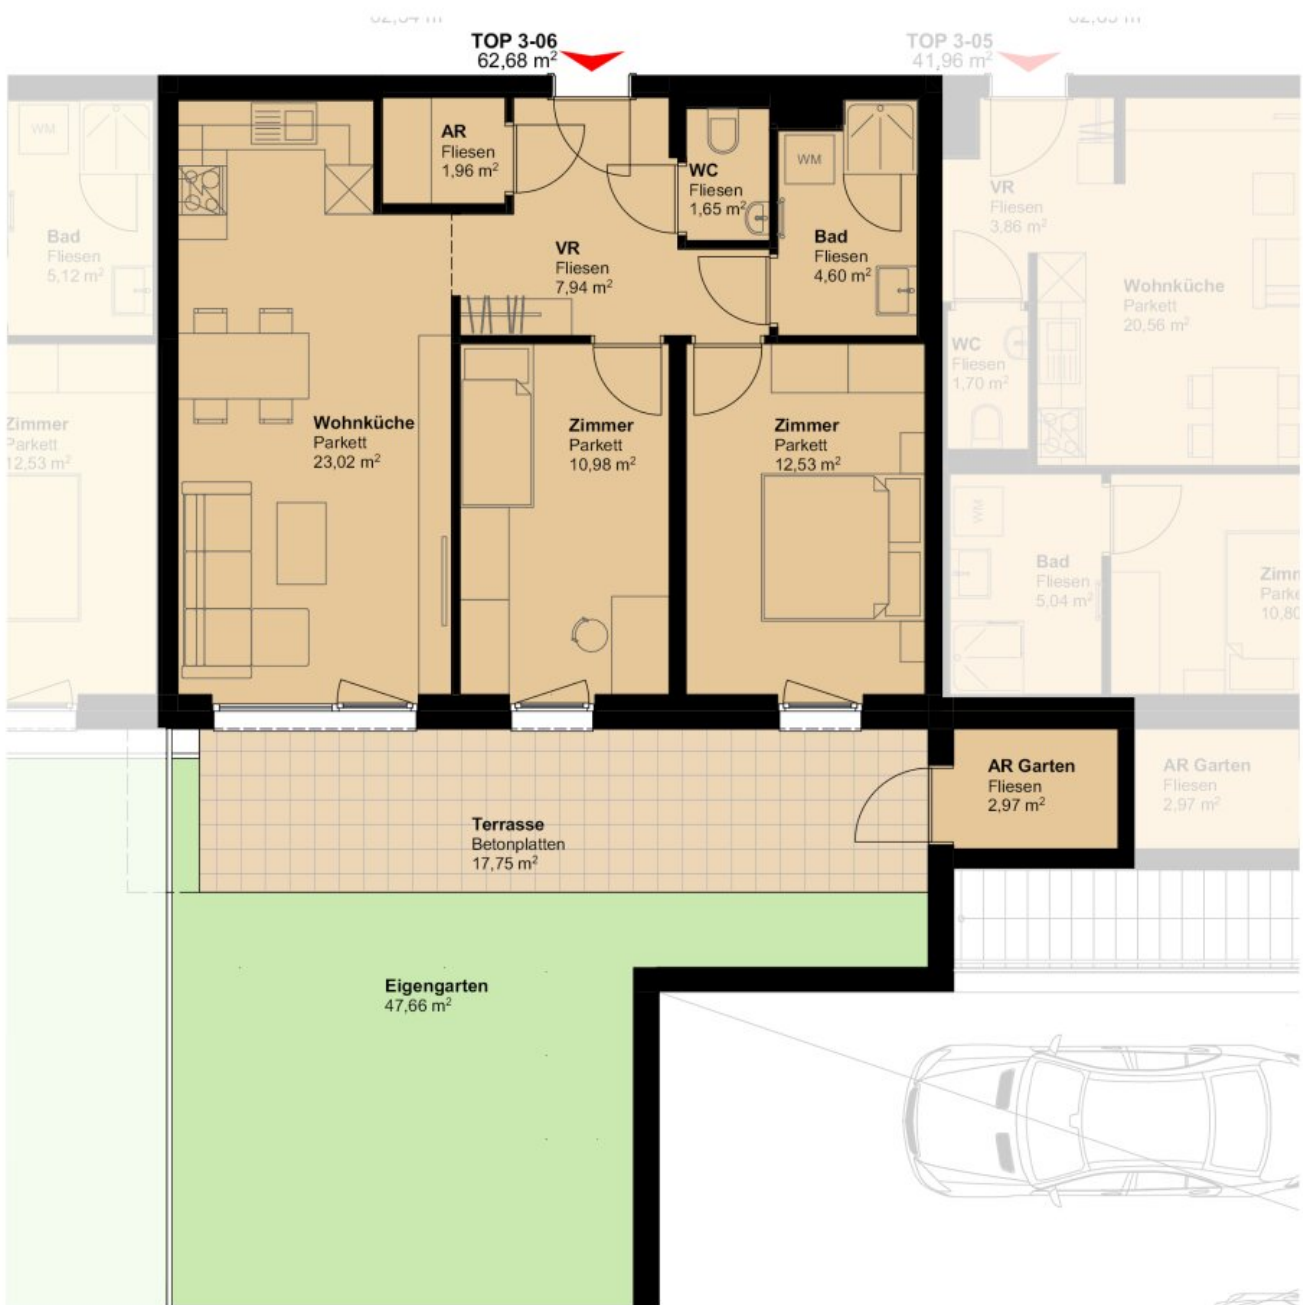 TOP 3-06
62,68 m²
TOP 3-05
41,96 m²
WM
Bad
Fliesen
5,12 m²
Zimmer
Parkett
12,53 m²
AR
Fliesen
1,96 m²
WC
Fliesen
1,65 m²
WM
Bad
Fliesen
4,60 m²
VR
Fliesen
7,94 m²
Wohnküche
Parkett
23,02 m²
Zimmer
Parkett
10,98 m²
Zimmer
Parkett
12,53 m²
VR
Fliesen
3,86 m²
Wohnküche
Parkett
20,56 m²
WC
Fliesen
1,70 m²
WM
Bad
Fliesen
5,04 m²
Zimm
Parke
10,80
AR Garten
Fliesen
2,97 m²
AR Garten
Fliesen
2,97 m²
Terrasse
Betonplatten
17,75 m²
Eigengarten
47,66 m²